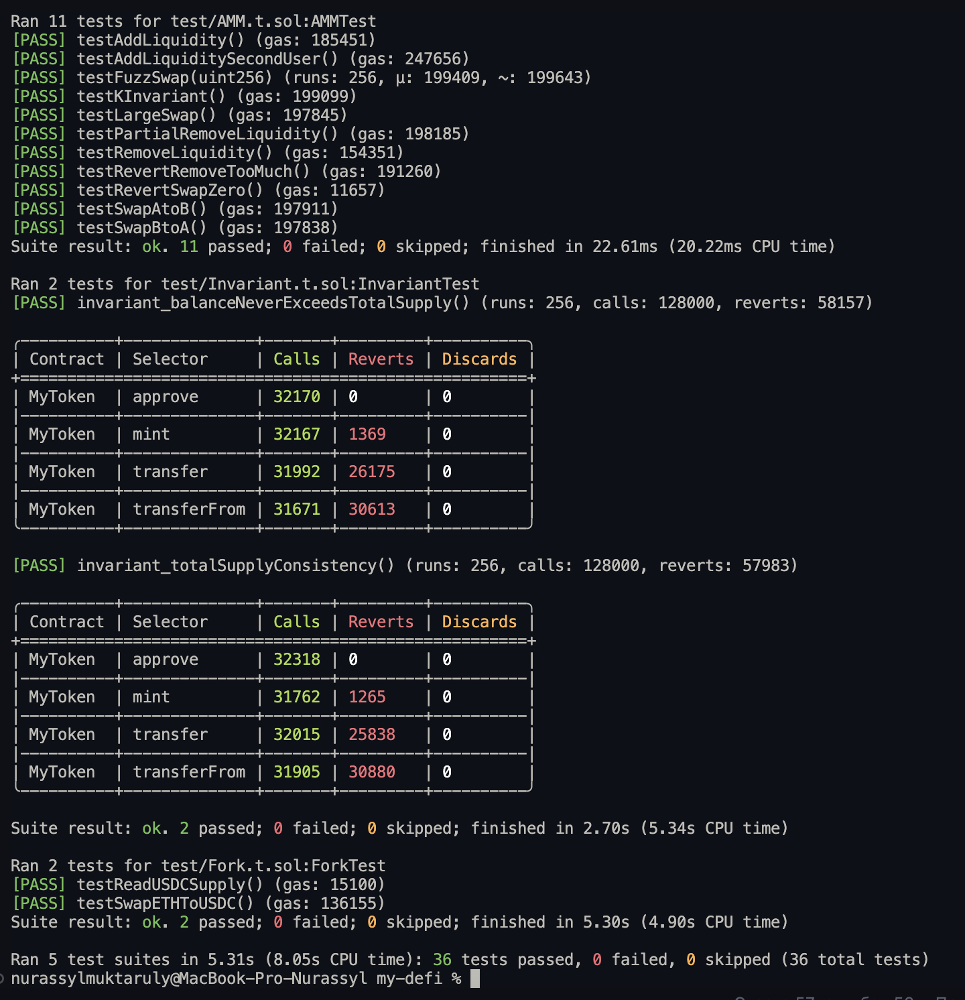 Ran 11 tests for test/AMM.t.sol:AMMTest
[PASS] testAddLiquidity() (gas: 185451)
[PASS] testAddLiquiditySecondUser() (gas: 247656)
[PASS] testFuzzSwap(uint256) (runs: 256, μ: 199409, ~: 199643)
[PASS] testKInvariant() (gas: 199099)
[PASS] testLargeSwap() (gas: 197845)
[PASS] testPartialRemoveLiquidity() (gas: 198185)
[PASS] testRemoveLiquidity() (gas: 154351)
[PASS] testRevertRemoveTooMuch() (gas: 191260)
[PASS] testRevertSwapZero() (gas: 11657)
[PASS] testSwapAtoB() (gas: 197911)
[PASS] testSwapBtoA() (gas: 197838)
Suite result: ok. 11 passed; 0 failed; 0 skipped; finished in 22.61ms (20.22ms CPU time)
Ran 2 tests for test/Invariant.t.sol:InvariantTest
[PASS] invariant_balanceNeverExceedsTotalSupply() (runs: 256, calls: 128000, reverts: 58157)
| Contract | Selector | Calls | Reverts | Discards |
| MyToken | approve | 32170 | 0 | 0 |
| MyToken | mint | 32167 | 1369 | 0 |
| MyToken | transfer | 31992 | 26175 | 0 |
| MyToken | transferFrom | 31671 | 30613 | 0 |
[PASS] invariant_totalSupplyConsistency() (runs: 256, calls: 128000, reverts: 57983)
| Contract | Selector | Calls | Reverts | Discards |
| MyToken | approve | 32318 | 0 | 0 |
| MyToken | mint | 31762 | 1265 | 0 |
| MyToken | transfer | 32015 | 25838 | 0 |
| MyToken | transferFrom | 31905 | 30880 | 0 |
Suite result: ok. 2 passed; 0 failed; 0 skipped; finished in 2.70s (5.34s CPU time)
Ran 2 tests for test/Fork.t.sol:ForkTest
[PASS] testReadUSDCSupply() (gas: 15100)
[PASS] testSwapETHToUSDC() (gas: 136155)
Suite result: ok. 2 passed; 0 failed; 0 skipped; finished in 5.30s (4.90s CPU time)
Ran 5 test suites in 5.31s (8.05s CPU time): 36 tests passed, 0 failed, 0 skipped (36 total tests)
nurassylmuktaruly@MacBook-Pro-Nurassyl my-defi %